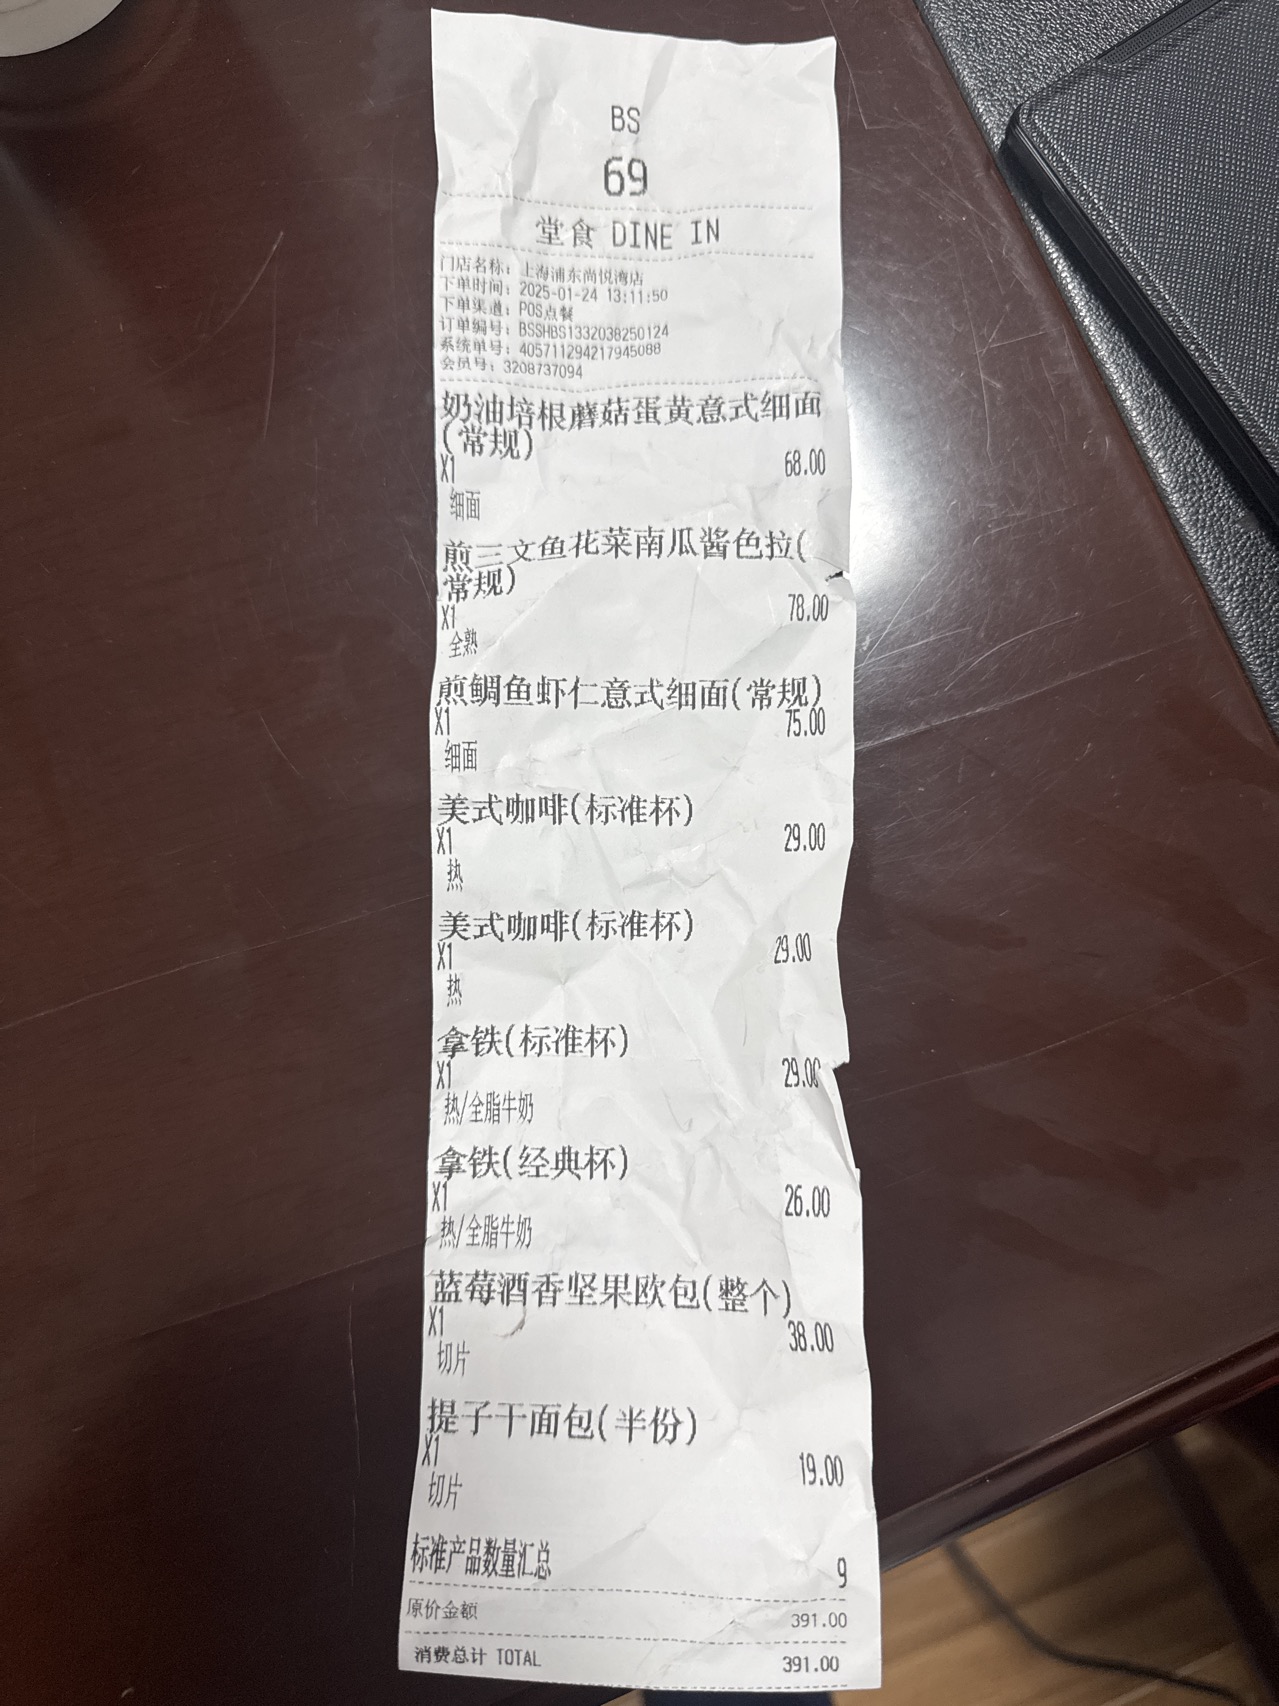 BS
69
堂食 DINE IN
门店名称: 上海浦东尚悦湾店
下单时间: 2025-01-24 13:11:50
下单渠道: POS点餐
订单编号: BSSHBS1332038250124
系统单号: 405711294217945088
会员号: 3208737094
奶油培根蘑菇蛋黄意式细面
(常规)
X1 68.00
细面
煎三文鱼花菜南瓜酱色拉(
常规)
X1 78.00
全熟
煎鲷鱼虾仁意式细面(常规)
X1 75.00
细面
美式咖啡(标准杯)
X1 29.00
热
美式咖啡(标准杯)
X1 29.00
热
拿铁(标准杯)
X1 29.00
热/全脂牛奶
拿铁(经典杯)
X1 26.00
热/全脂牛奶
蓝莓酒香坚果欧包(整个)
X1 38.00
切片
提子干面包(半份)
X1 19.00
切片
标准产品数量汇总 9
原价金额 391.00
消费总计 TOTAL 391.00